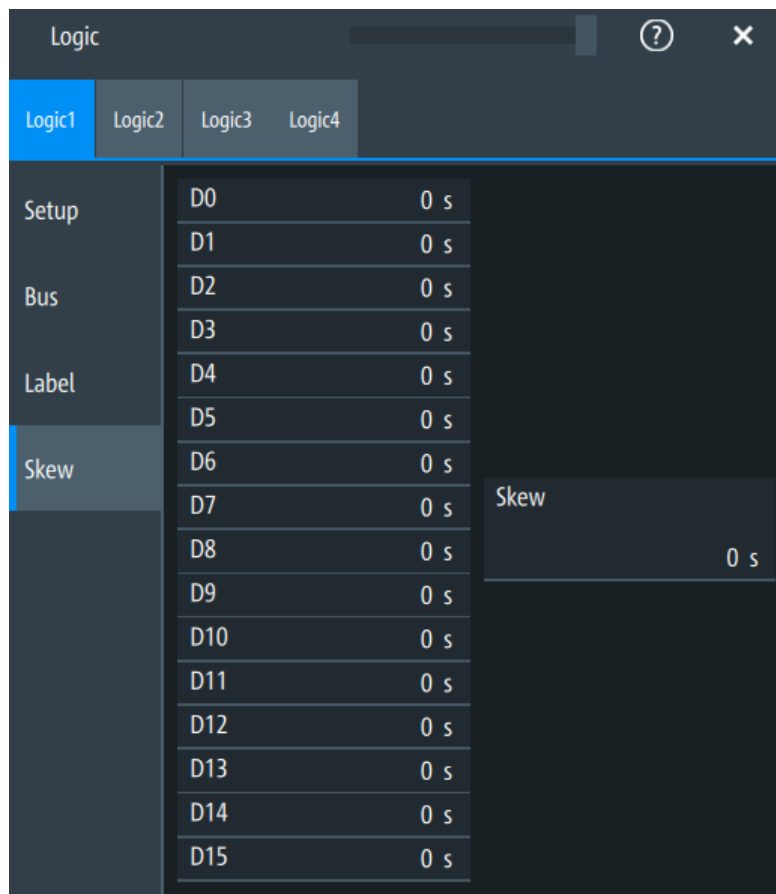 Logic ? ×
Logic1 Logic2 Logic3 Logic4
Setup
Bus
Label
Skew
D0 0 s
D1 0 s
D2 0 s
D3 0 s
D4 0 s
D5 0 s
D6 0 s
D7 0 s
D8 0 s
D9 0 s
D10 0 s
D11 0 s
D12 0 s
D13 0 s
D14 0 s
D15 0 s
Skew
0 s